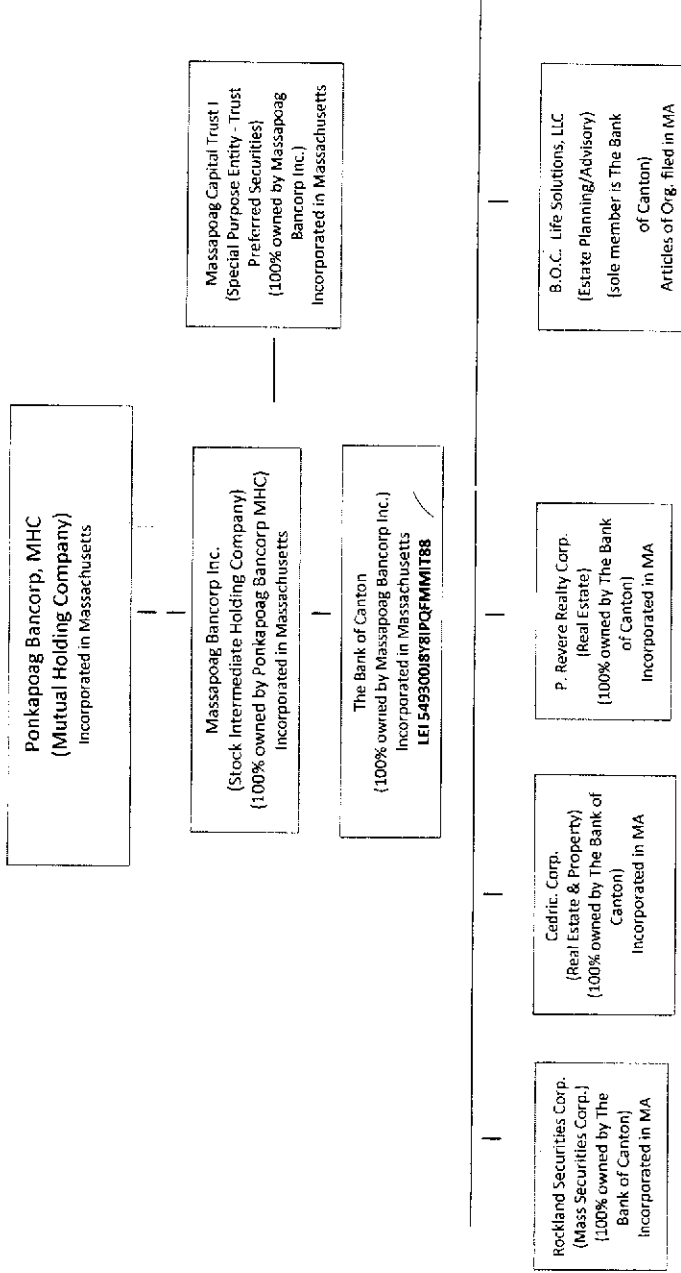 Ponkapoag Bancorp, MHC
(Mutual Holding Company)
Incorporated in Massachusetts
Massapoag Bancorp Inc.
(Stock Intermediate Holding Company)
(100% owned by Ponkapoag Bancorp MHC)
Incorporated in Massachusetts
Massapoag Capital Trust I
(Special Purpose Entity - Trust
Preferred Securities)
(100% owned by Massapoag
Bancorp Inc.)
Incorporated in Massachusetts
The Bank of Canton
(100% owned by Massapoag Bancorp Inc.)
Incorporated in Massachusetts
LEI 549300J8Y8IPQFMMIT88
Rockland Securities Corp.
(Mass Securities Corp.)
(100% owned by The
Bank of Canton)
Incorporated in MA
Cedric. Corp.
(Real Estate & Property)
(100% owned by The Bank of
Canton)
Incorporated in MA
P. Revere Realty Corp.
(Real Estate)
(100% owned by The Bank
of Canton)
Incorporated in MA
B.O.C. Life Solutions, LLC
(Estate Planning/Advisory)
(sole member is The Bank
of Canton)
Articles of Org. filed in MA